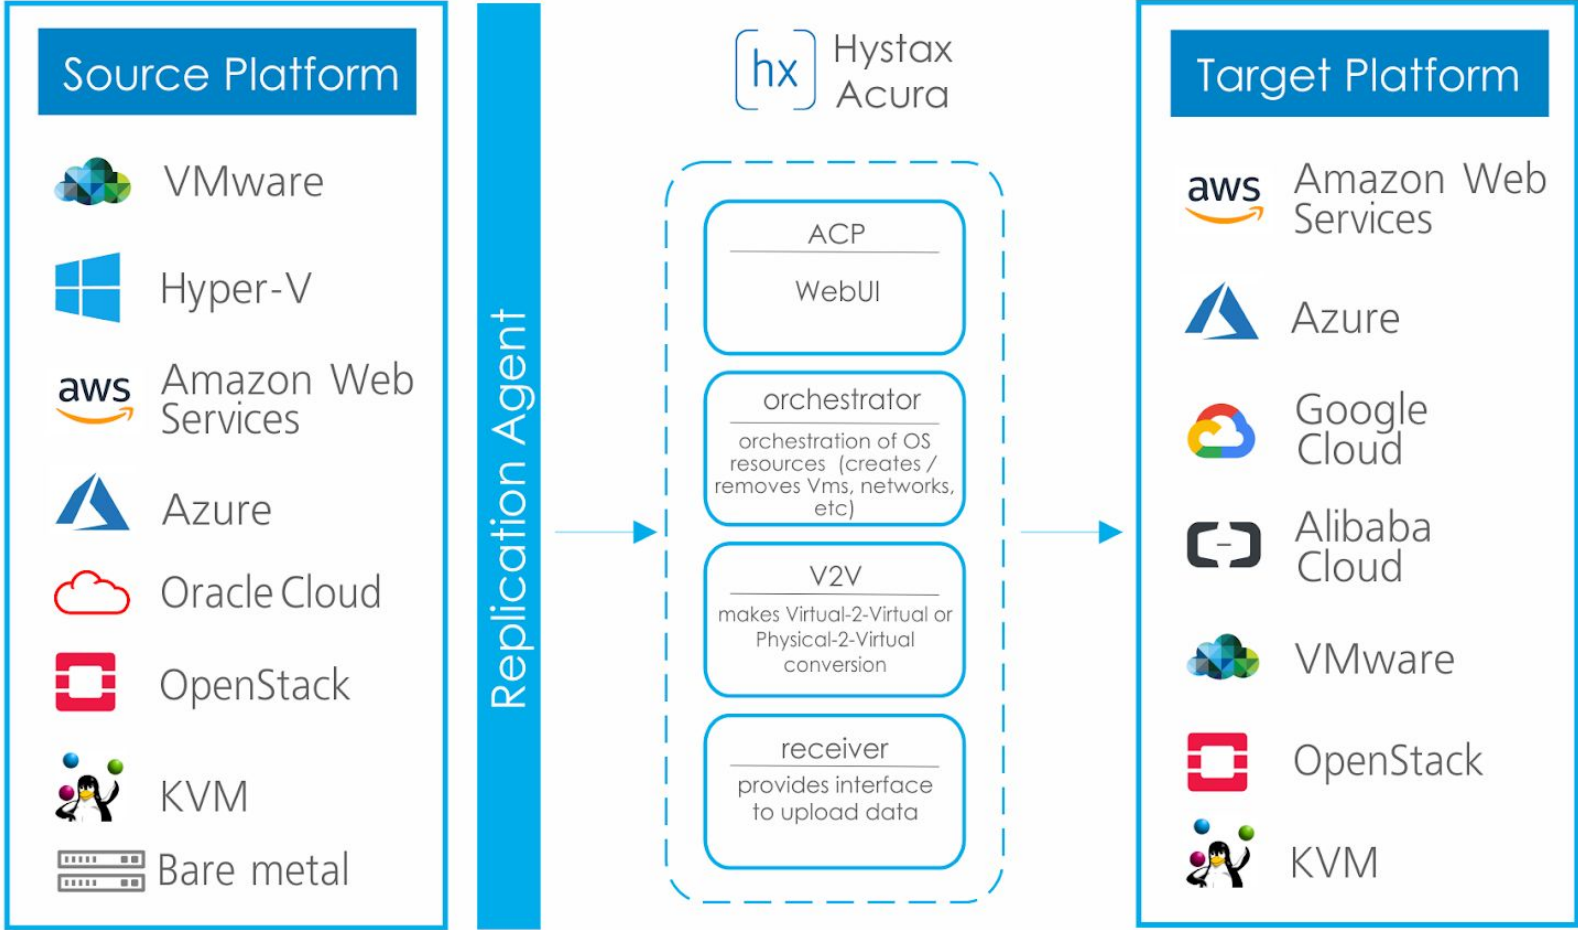 Source Platform
VMware
Hyper-V
aws
Amazon Web
Services
Azure
Oracle Cloud
OpenStack
KVM
Bare metal
Replication Agent
hx
Hystax
Acura
ACP
WebUI
orchestrator
orchestration of OS
resources (creates /
removes Vms, networks,
etc)
V2V
makes Virtual-2-Virtual or
Physical-2-Virtual
conversion
receiver
provides interface
to upload data
Target Platform
aws
Amazon Web
Services
Azure
Google
Cloud
Alibaba
Cloud
VMware
OpenStack
KVM